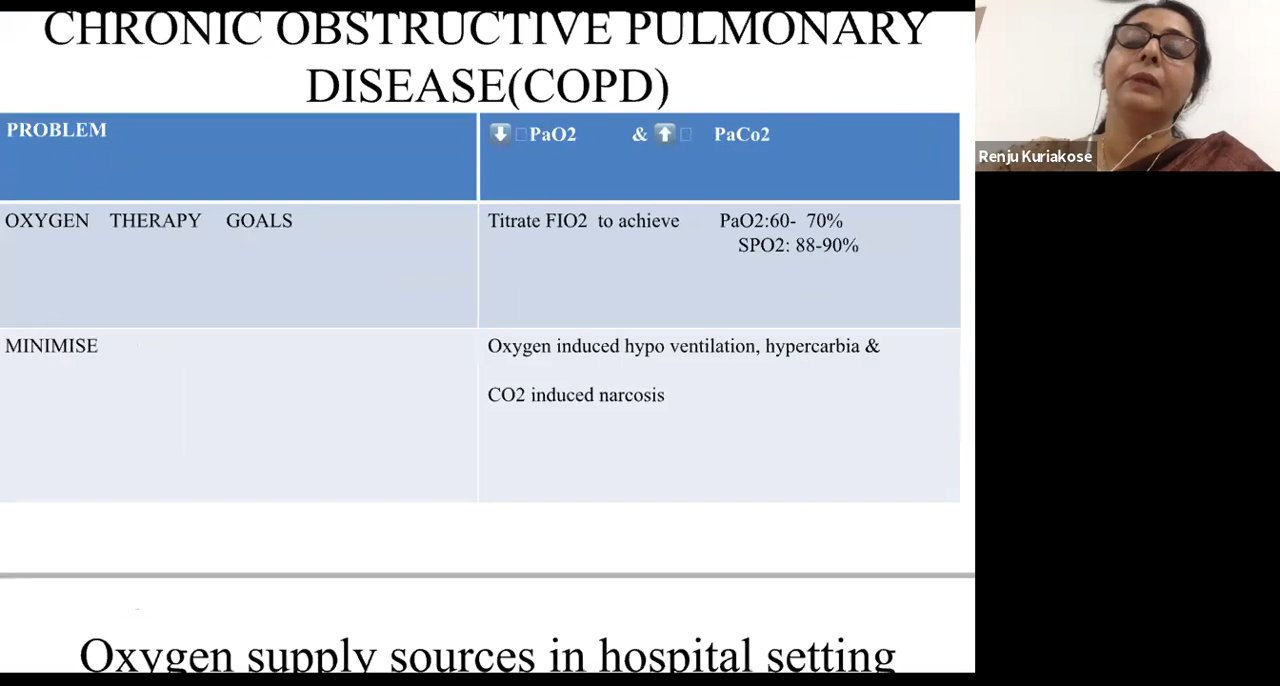 CHRONIC OBSTRUCTIVE PULMONARY
DISEASE(COPD)
PROBLEM
⬇️ PaO2 & ⬆️ PaCo2
OXYGEN THERAPY GOALS
Titrate FIO2 to achieve PaO2:60- 70%
SPO2: 88-90%
MINIMISE
Oxygen induced hypo ventilation, hypercarbia &
CO2 induced narcosis
Oxygen supply sources in hospital setting
Renju Kuriakose